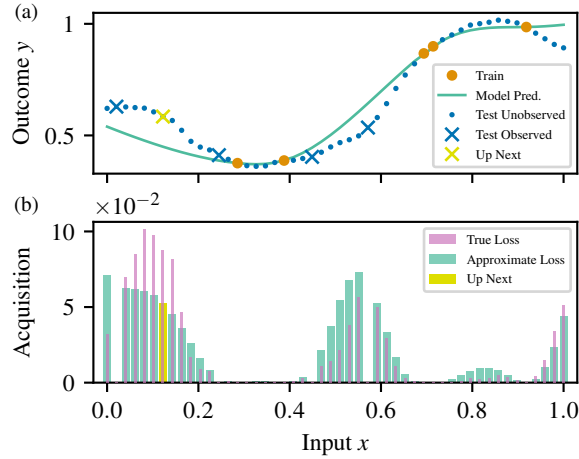 (a)
1
0.5
Outcome y
Train
Model Pred.
Test Unobserved
Test Observed
Up Next
(b)
×10⁻²
10
5
0
Acquisition
True Loss
Approximate Loss
Up Next
0.0 0.2 0.4 0.6 0.8 1.0
Input x